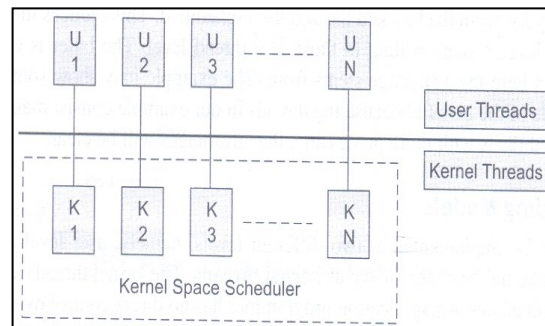 U U U N
1 2 3 N
User Threads
Kernel Threads
K K K K
1 2 3 N
Kernel Space Scheduler